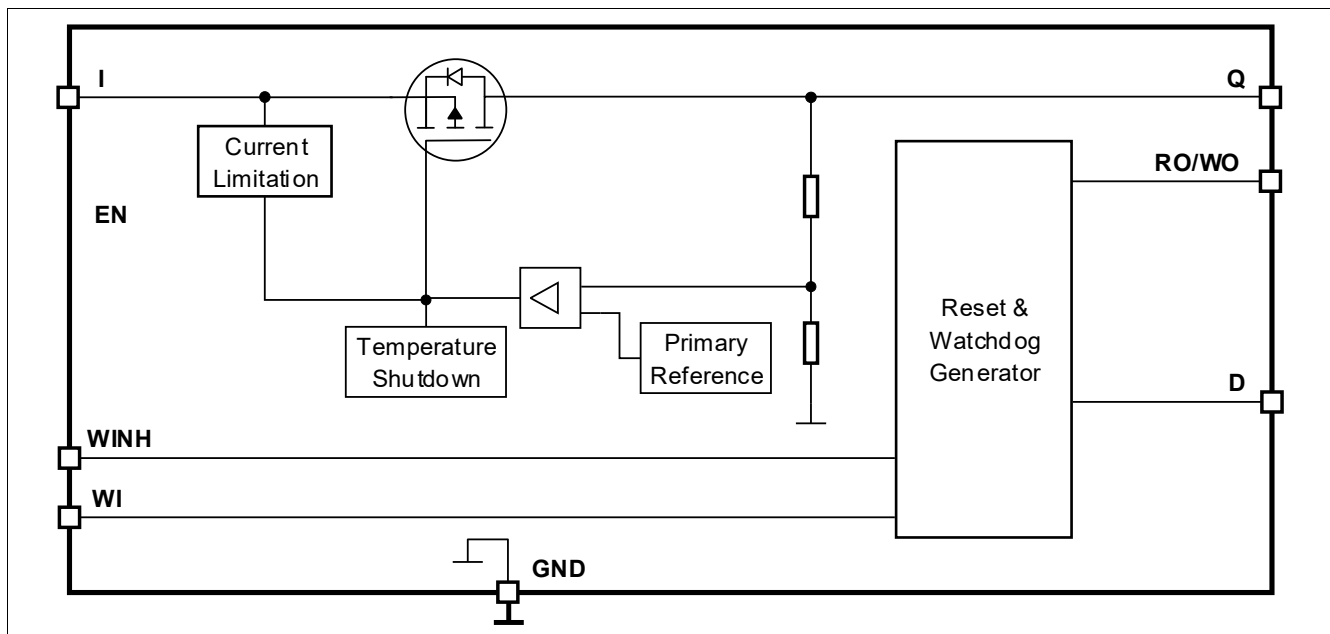 I
Q
Current
Limitation
RO/WO
EN
Reset &
Watchdog
Generator
Temperature
Shutdown
Primary
Reference
D
WINH
WI
GND